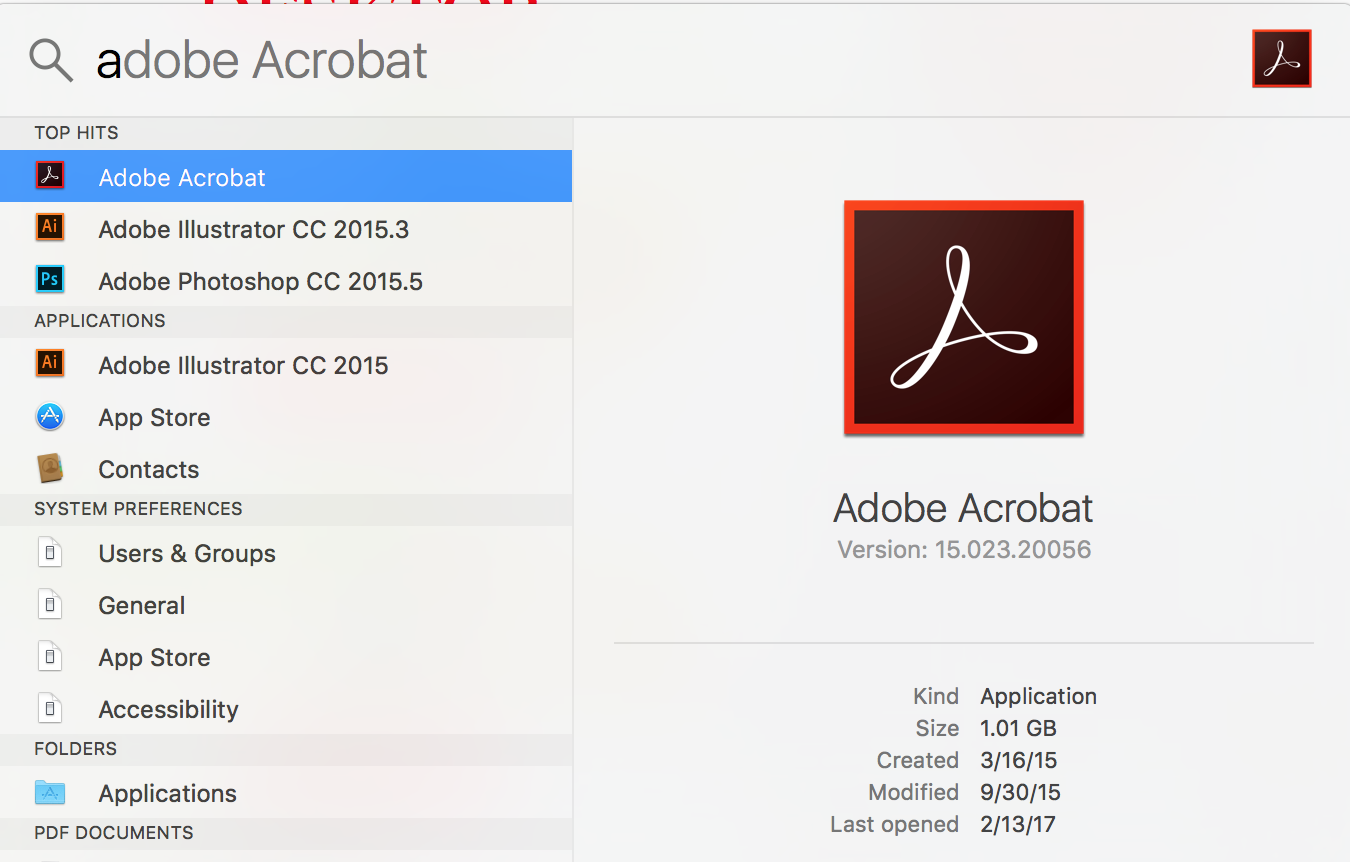 adobe Acrobat
TOP HITS
Adobe Acrobat
Ai Adobe Illustrator CC 2015.3
Ps Adobe Photoshop CC 2015.5
APPLICATIONS
Ai Adobe Illustrator CC 2015
App Store
Contacts
SYSTEM PREFERENCES
Users & Groups
General
App Store
Accessibility
FOLDERS
Applications
PDF DOCUMENTS
Adobe Acrobat
Version: 15.023.20056
Kind Application
Size 1.01 GB
Created 3/16/15
Modified 9/30/15
Last opened 2/13/17